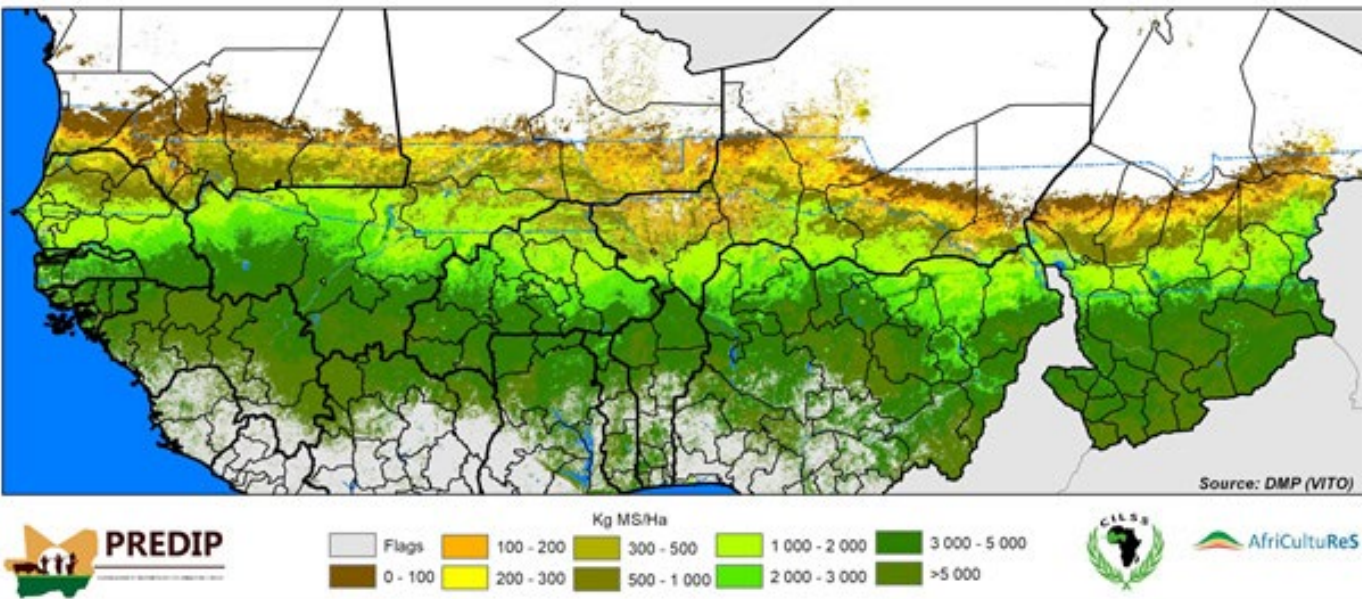 Source: DMP (VITO)
PREDIP
Kg MS/Ha
Flags
100 - 200
300 - 500
1 000 - 2 000
3 000 - 5 000
0 - 100
200 - 300
500 - 1 000
2 000 - 3 000
>5 000
CILSS
AfriCultuReS